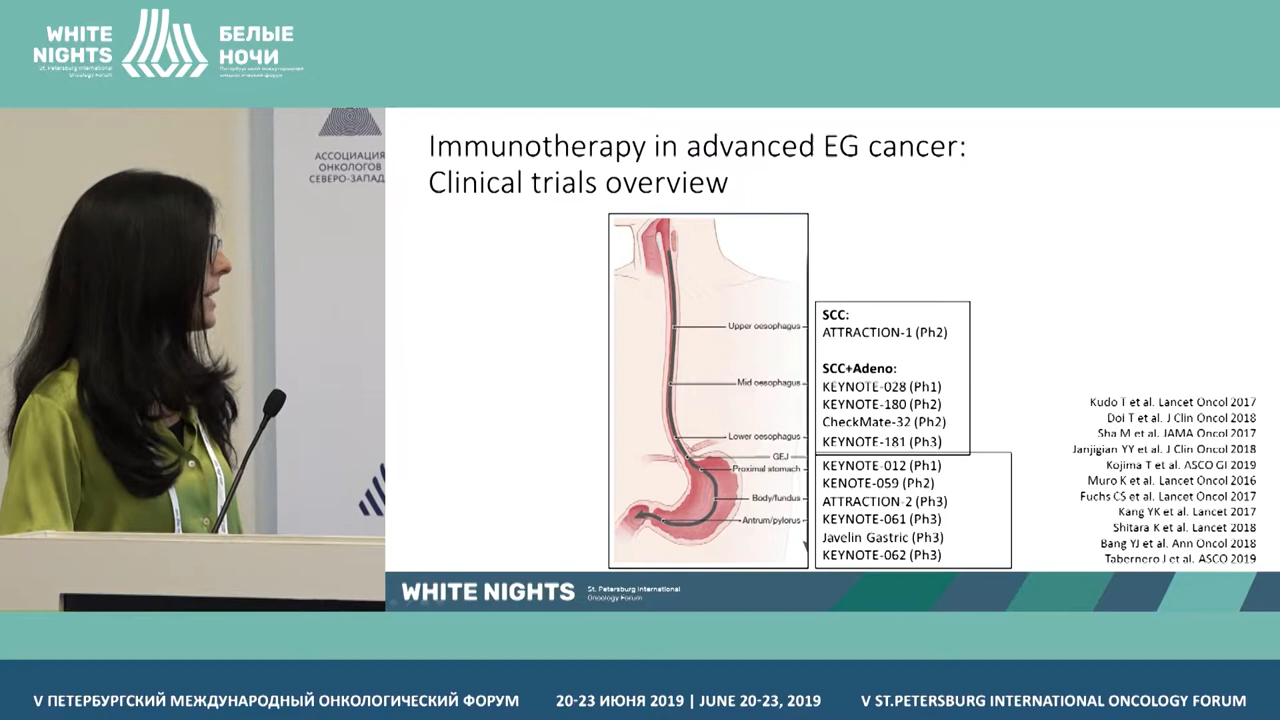 WHITE
NIGHTS
St. Petersburg International
Oncology Forum
БЕЛЫЕ
НОЧИ
Петербургский международный
онкологический форум
АССОЦИАЦИЯ
ОНКОЛОГОВ
СЕВЕРО-ЗАПАД
Immunotherapy in advanced EG cancer:
Clinical trials overview
Upper oesophagus
Mid oesophagus
Lower oesophagus
GEJ
Proximal stomach
Body/fundus
Antrum/pylorus
SCC:
ATTRACTION-1 (Ph2)
SCC+Adeno:
KEYNOTE-028 (Ph1)
KEYNOTE-180 (Ph2)
CheckMate-32 (Ph2)
KEYNOTE-181 (Ph3)
KEYNOTE-012 (Ph1)
KENOTE-059 (Ph2)
ATTRACTION-2 (Ph3)
KEYNOTE-061 (Ph3)
Javelin Gastric (Ph3)
KEYNOTE-062 (Ph3)
Kudo T et al. Lancet Oncol 2017
Doi T et al. J Clin Oncol 2018
Sha M et al. JAMA Oncol 2017
Janjigian YY et al. J Clin Oncol 2018
Kojima T et al. ASCO GI 2019
Muro K et al. Lancet Oncol 2016
Fuchs CS et al. Lancet Oncol 2017
Kang YK et al. Lancet 2017
Shitara K et al. Lancet 2018
Bang YJ et al. Ann Oncol 2018
Tabernero J et al. ASCO 2019
WHITE NIGHTS
St. Petersburg International
Oncology Forum
V ПЕТЕРБУРГСКИЙ МЕЖДУНАРОДНЫЙ ОНКОЛОГИЧЕСКИЙ ФОРУМ
20-23 ИЮНЯ 2019 | JUNE 20-23, 2019
V ST.PETERSBURG INTERNATIONAL ONCOLOGY FORUM